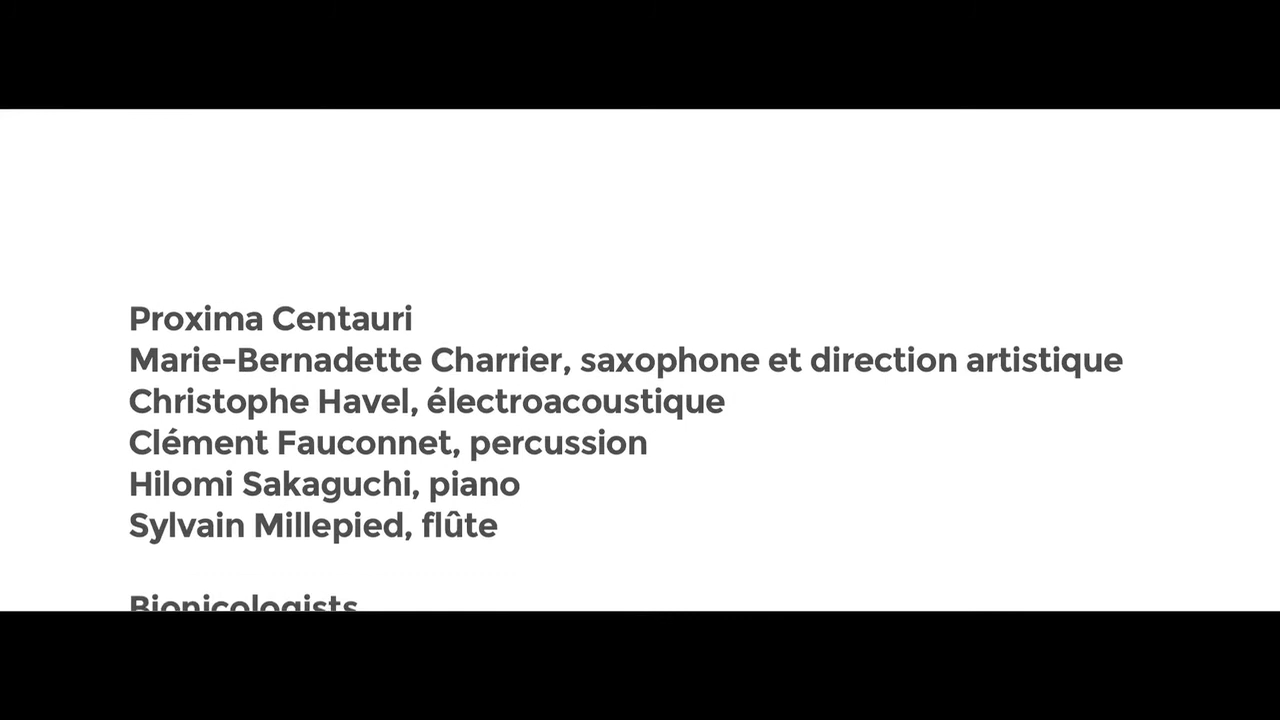 Proxima Centauri
Marie-Bernadette Charrier, saxophone et direction artistique
Christophe Havel, électroacoustique
Clément Fauconnet, percussion
Hilomi Sakaguchi, piano
Sylvain Millepied, flûte
Bionicologists